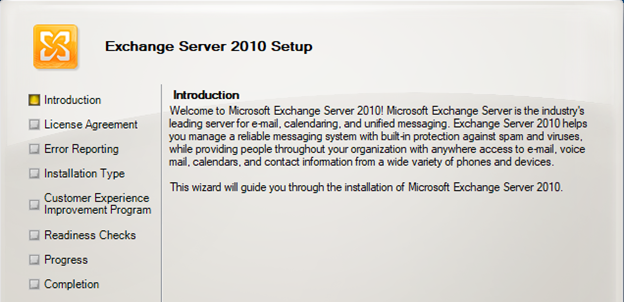 Exchange Server 2010 Setup
Introduction
License Agreement
Error Reporting
Installation Type
Customer Experience
Improvement Program
Readiness Checks
Progress
Completion
Introduction
Welcome to Microsoft Exchange Server 2010! Microsoft Exchange Server is the industry's
leading server for e-mail, calendaring, and unified messaging. Exchange Server 2010 helps
you manage a reliable messaging system with built-in protection against spam and viruses,
while providing people throughout your organization with anywhere access to e-mail, voice
mail, calendars, and contact information from a wide variety of phones and devices.
This wizard will guide you through the installation of Microsoft Exchange Server 2010.